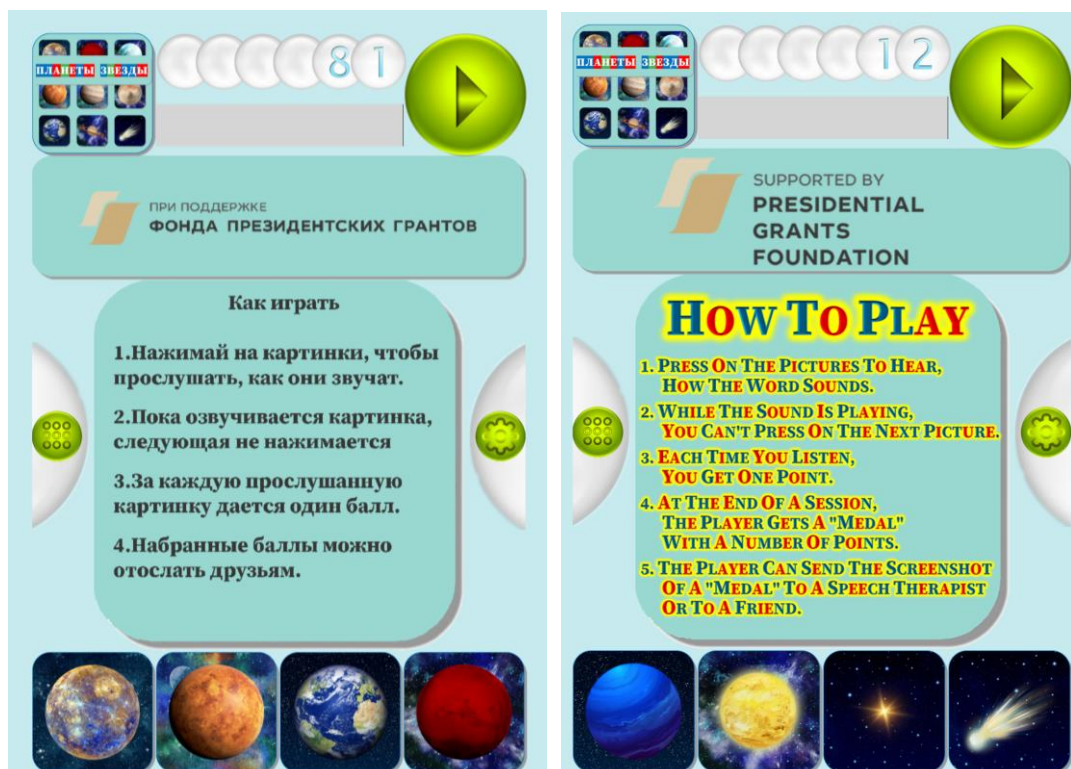 ПЛАНЕТЫ ЗВЕЗДЫ
8 1
ПРИ ПОДДЕРЖКЕ
ФОНДА ПРЕЗИДЕНТСКИХ ГРАНТОВ
Как играть
1.Нажимай на картинки, чтобы
прослушать, как они звучат.
2.Пока озвучивается картинка,
следующая не нажимается
3.За каждую прослушанную
картинку дается один балл.
4.Набранные баллы можно
отослать друзьям.
ПЛАНЕТЫ ЗВЕЗДЫ
1 2
SUPPORTED BY
PRESIDENTIAL
GRANTS
FOUNDATION
HOW TO PLAY
1. PRESS ON THE PICTURES TO HEAR,
HOW THE WORD SOUNDS.
2. WHILE THE SOUND IS PLAYING,
YOU CAN'T PRESS ON THE NEXT PICTURE.
3. EACH TIME YOU LISTEN,
YOU GET ONE POINT.
4. AT THE END OF A SESSION,
THE PLAYER GETS A "MEDAL"
WITH A NUMBER OF POINTS.
5. THE PLAYER CAN SEND THE SCREENSHOT
OF A "MEDAL" TO A SPEECH THERAPIST
OR TO A FRIEND.